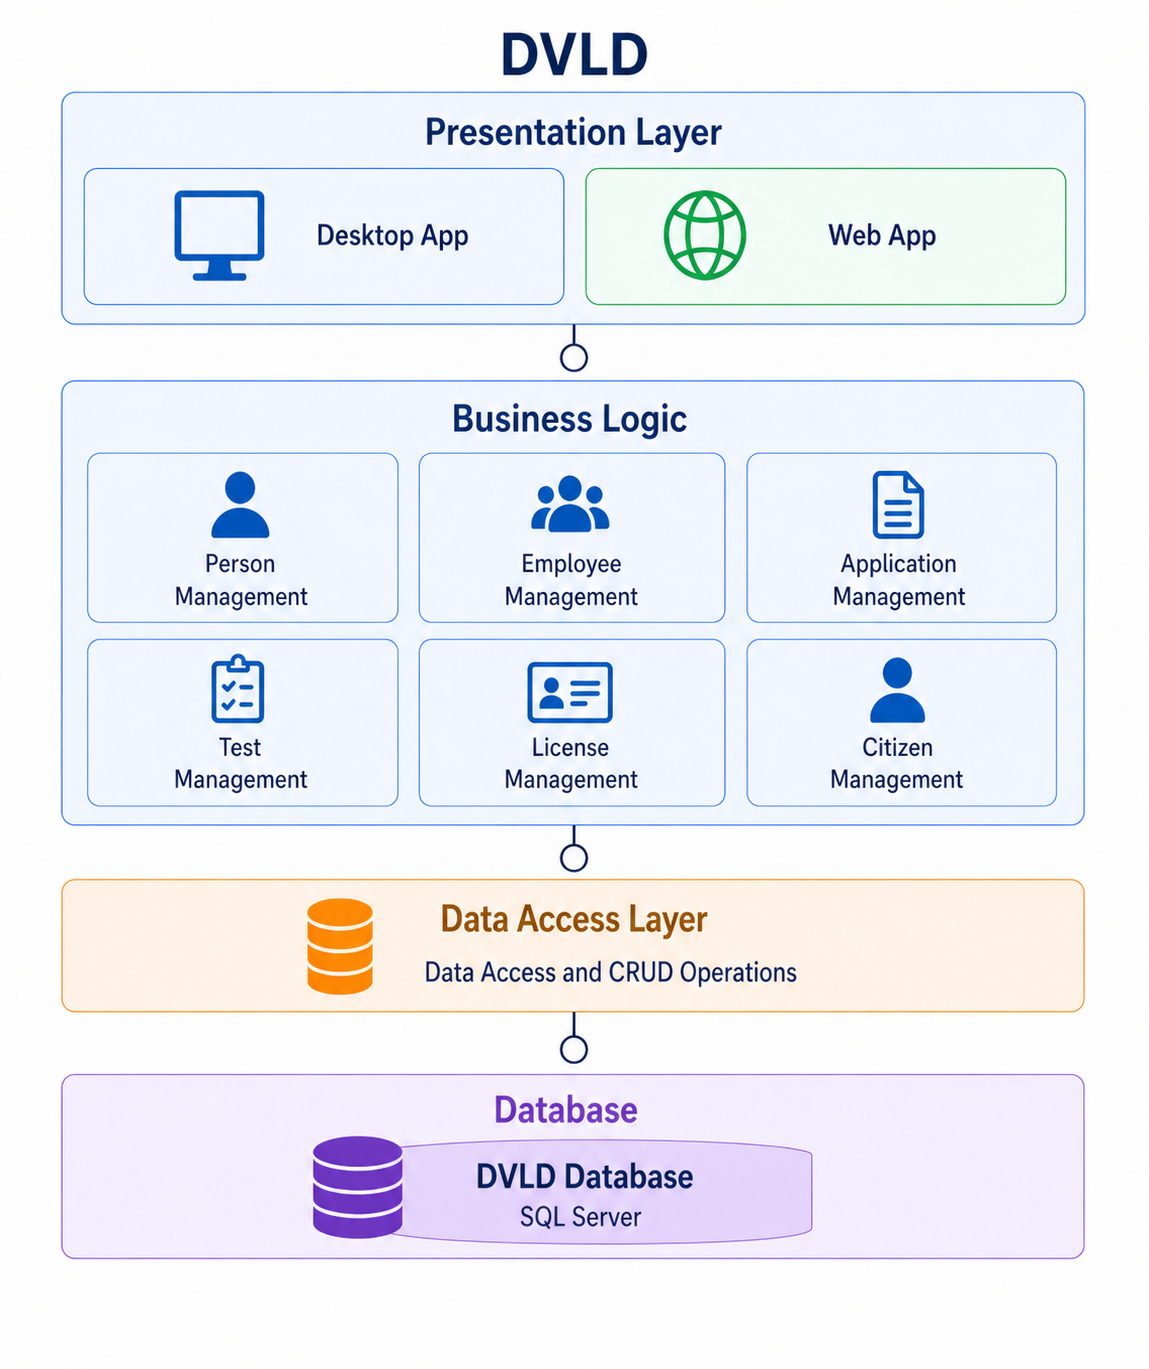 DVLD
Presentation Layer
Desktop App
Web App
Business Logic
Person
Management
Employee
Management
Application
Management
Test
Management
License
Management
Citizen
Management
Data Access Layer
Data Access and CRUD Operations
Database
DVLD Database
SQL Server